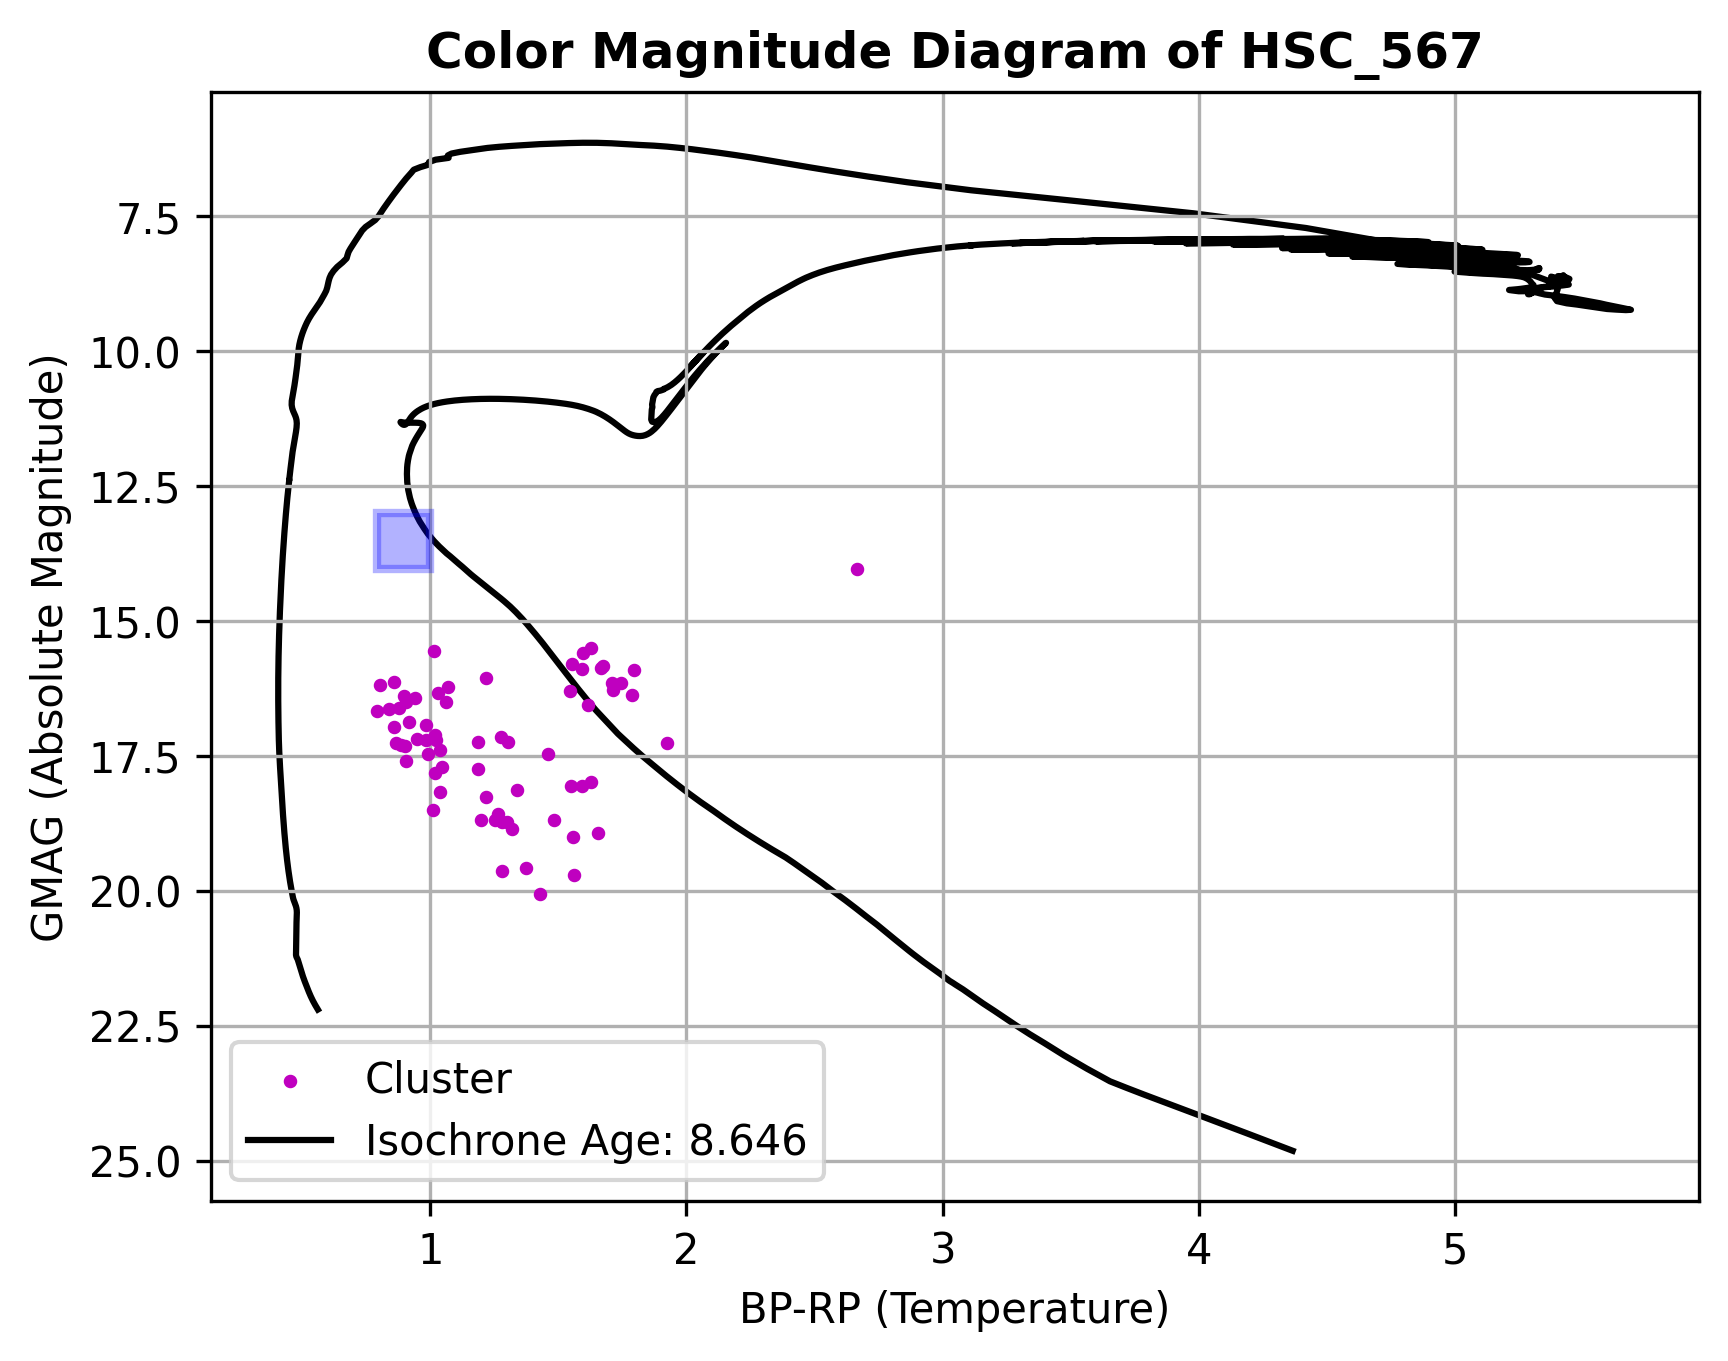 Color Magnitude Diagram of HSC_567
GMAG (Absolute Magnitude)
7.5
10.0
12.5
15.0
17.5
20.0
22.5
25.0
Cluster
Isochrone Age: 8.646
1
2
3
4
5
BP-RP (Temperature)